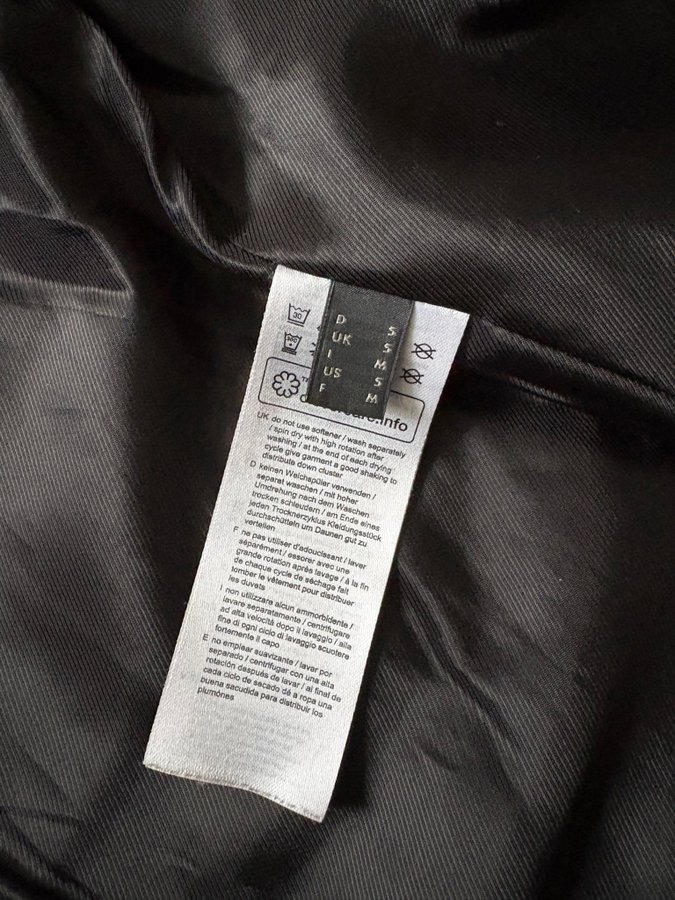 30
D S
UK S
I M
US S
F M
.info
UK do not use softener / wash separately
/ spin dry with high rotation after
washing / at the end of each drying
cycle give garment a good shaking to
distribute down cluster
D keinen Weichspüler verwenden /
separat waschen / mit hoher
Umdrehung nach dem Waschen
trocken schleudern / am Ende eines
jeden Trocknerzyklus Kleidungsstück
durchschütteln um Daunen gut zu
verteilen
F ne pas utiliser d'adoucissant / laver
séparément / essorer avec une
grande rotation après lavage / à la fin
de chaque cycle de séchage fait
tomber le vêtement pour distribuer
les duvets
I non utilizzare alcun ammorbidente /
lavare separatamente / centrifugare
ad alta velocità dopo il lavaggio / alla
fine di ogni ciclo di lavaggio scuotere
fortemente il capo
E no emplear suavizante / lavar por
separado / centrifugar con una alta
rotación después de lavar / al final de
cada ciclo de secado dé a ropa una
buena sacudida para distribuir los
plumónes